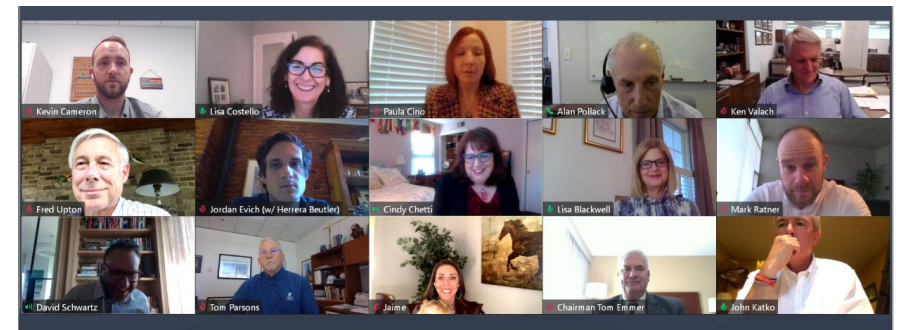 Kevin Cameron
Lisa Costello
Paula Cino
Alan Pollack
Ken Valach
Fred Upton
Jordan Evich (w/ Herrera Beutler)
Cindy Chetti
Lisa Blackwell
Mark Ratner
David Schwartz
Tom Parsons
Jaime
Chairman Tom Emmer
John Katko